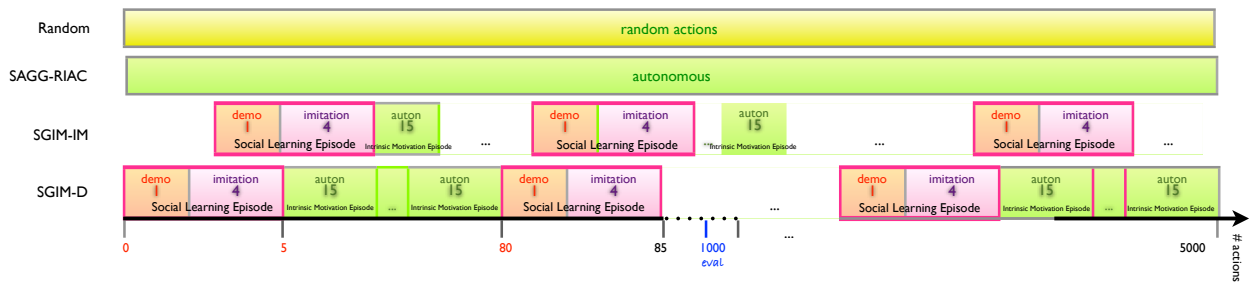 Random
random actions
SAGG-RIAC
autonomous
SGIM-IM
demo imitation auton demo imitation auton demo imitation
1 4 15 1 4 15 1 4
Social Learning Episode Intrinsic Motivation Episode ... Social Learning Episode ... Intrinsic Motivation Episode ... Social Learning Episode ...
SGIM-D
demo imitation auton auton demo imitation demo imitation auton auton
1 4 15 15 1 4 1 4 15 15
Social Learning Episode Intrinsic Motivation Episode ... Intrinsic Motivation Episode Social Learning Episode ... Social Learning Episode Intrinsic Motivation Episode ... Intrinsic Motivation Episode
0 5 80 85 1000 ... 5000
eval
# actions